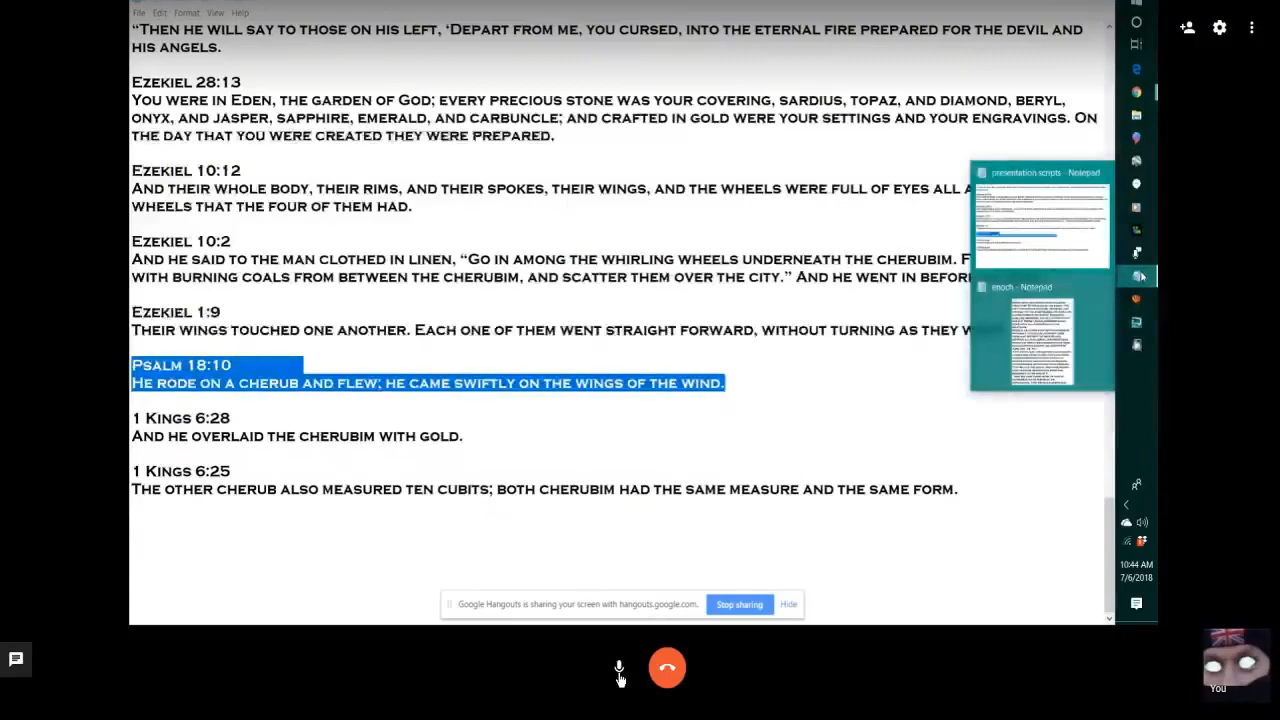 File Edit Format View Help
“Then he will say to those on his left, ‘Depart from me, you cursed, into the eternal fire prepared for the devil and
his angels.
Ezekiel 28:13
You were in Eden, the garden of God; every precious stone was your covering, sardius, topaz, and diamond, beryl,
onyx, and jasper, sapphire, emerald, and carbuncle; and crafted in gold were your settings and your engravings. On
the day that you were created they were prepared.
Ezekiel 10:12
And their whole body, their rims, and their spokes, their wings, and the wheels were full of eyes all
wheels that the four of them had.
Ezekiel 10:2
And he said to the man clothed in linen, “Go in among the whirling wheels underneath the cherubim. F
with burning coals from between the cherubim, and scatter them over the city.” And he went in before
Ezekiel 1:9
Their wings touched one another. Each one of them went straight forward, without turning as they w
Psalm 18:10
He rode on a cherub and flew; he came swiftly on the wings of the wind.
1 Kings 6:28
And he overlaid the cherubim with gold.
1 Kings 6:25
The other cherub also measured ten cubits; both cherubim had the same measure and the same form.
presentation scripts - Notepad
enoch - Notepad
10:44 AM
7/6/2018
Google Hangouts is sharing your screen with hangouts.google.com.
Stop sharing
Hide
You